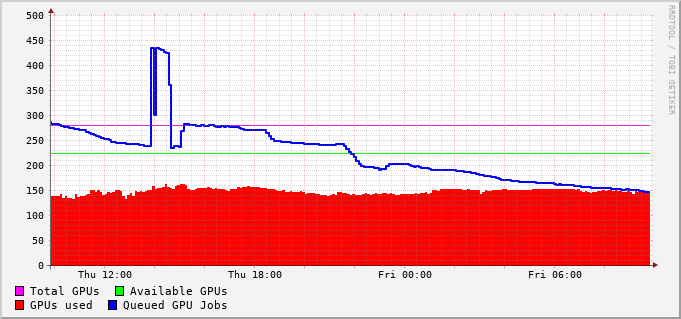 500
450
400
350
300
250
200
150
100
50
0
Thu 12:00 Thu 18:00 Fri 00:00 Fri 06:00
Total GPUs Available GPUs
GPUs used Queued GPU Jobs
RRDTOOL / TOBI OETIKER